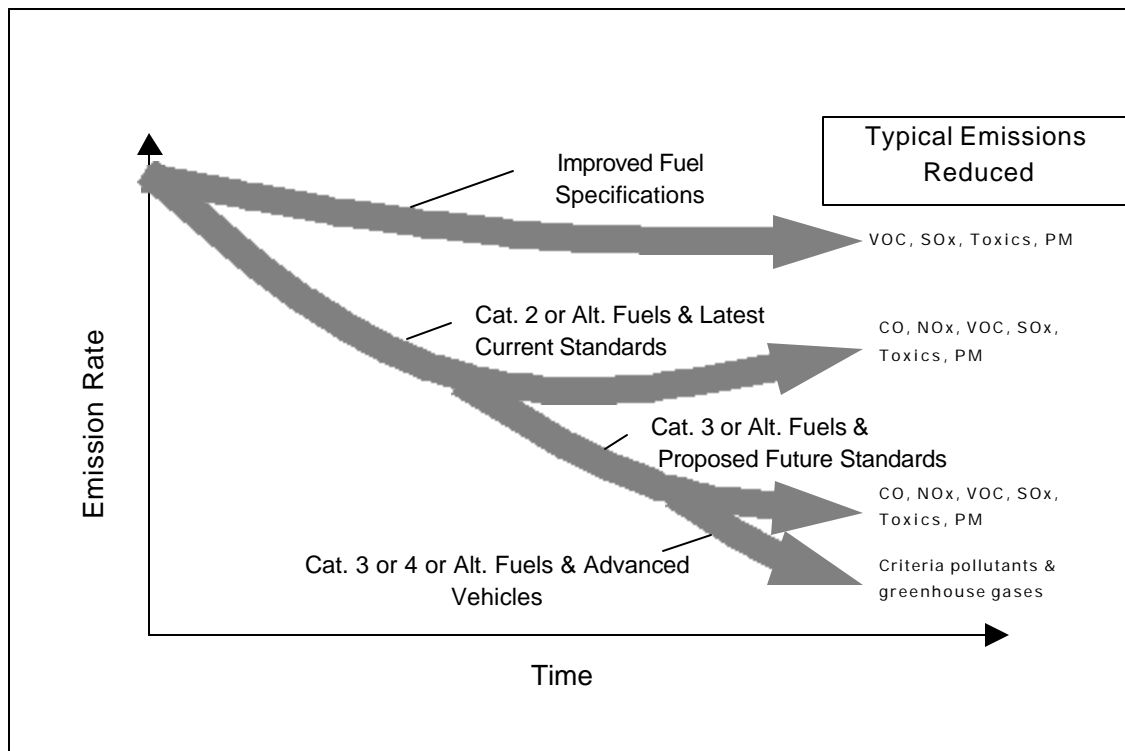 Typical Emissions
Reduced
Improved Fuel
Specifications
VOC, SOx, Toxics, PM
Cat. 2 or Alt. Fuels & Latest
Current Standards
CO, NOx, VOC, SOx,
Toxics, PM
Cat. 3 or Alt. Fuels &
Proposed Future Standards
CO, NOx, VOC, SOx,
Toxics, PM
Cat. 3 or 4 or Alt. Fuels & Advanced
Vehicles
Criteria pollutants &
greenhouse gases
Emission Rate
Time